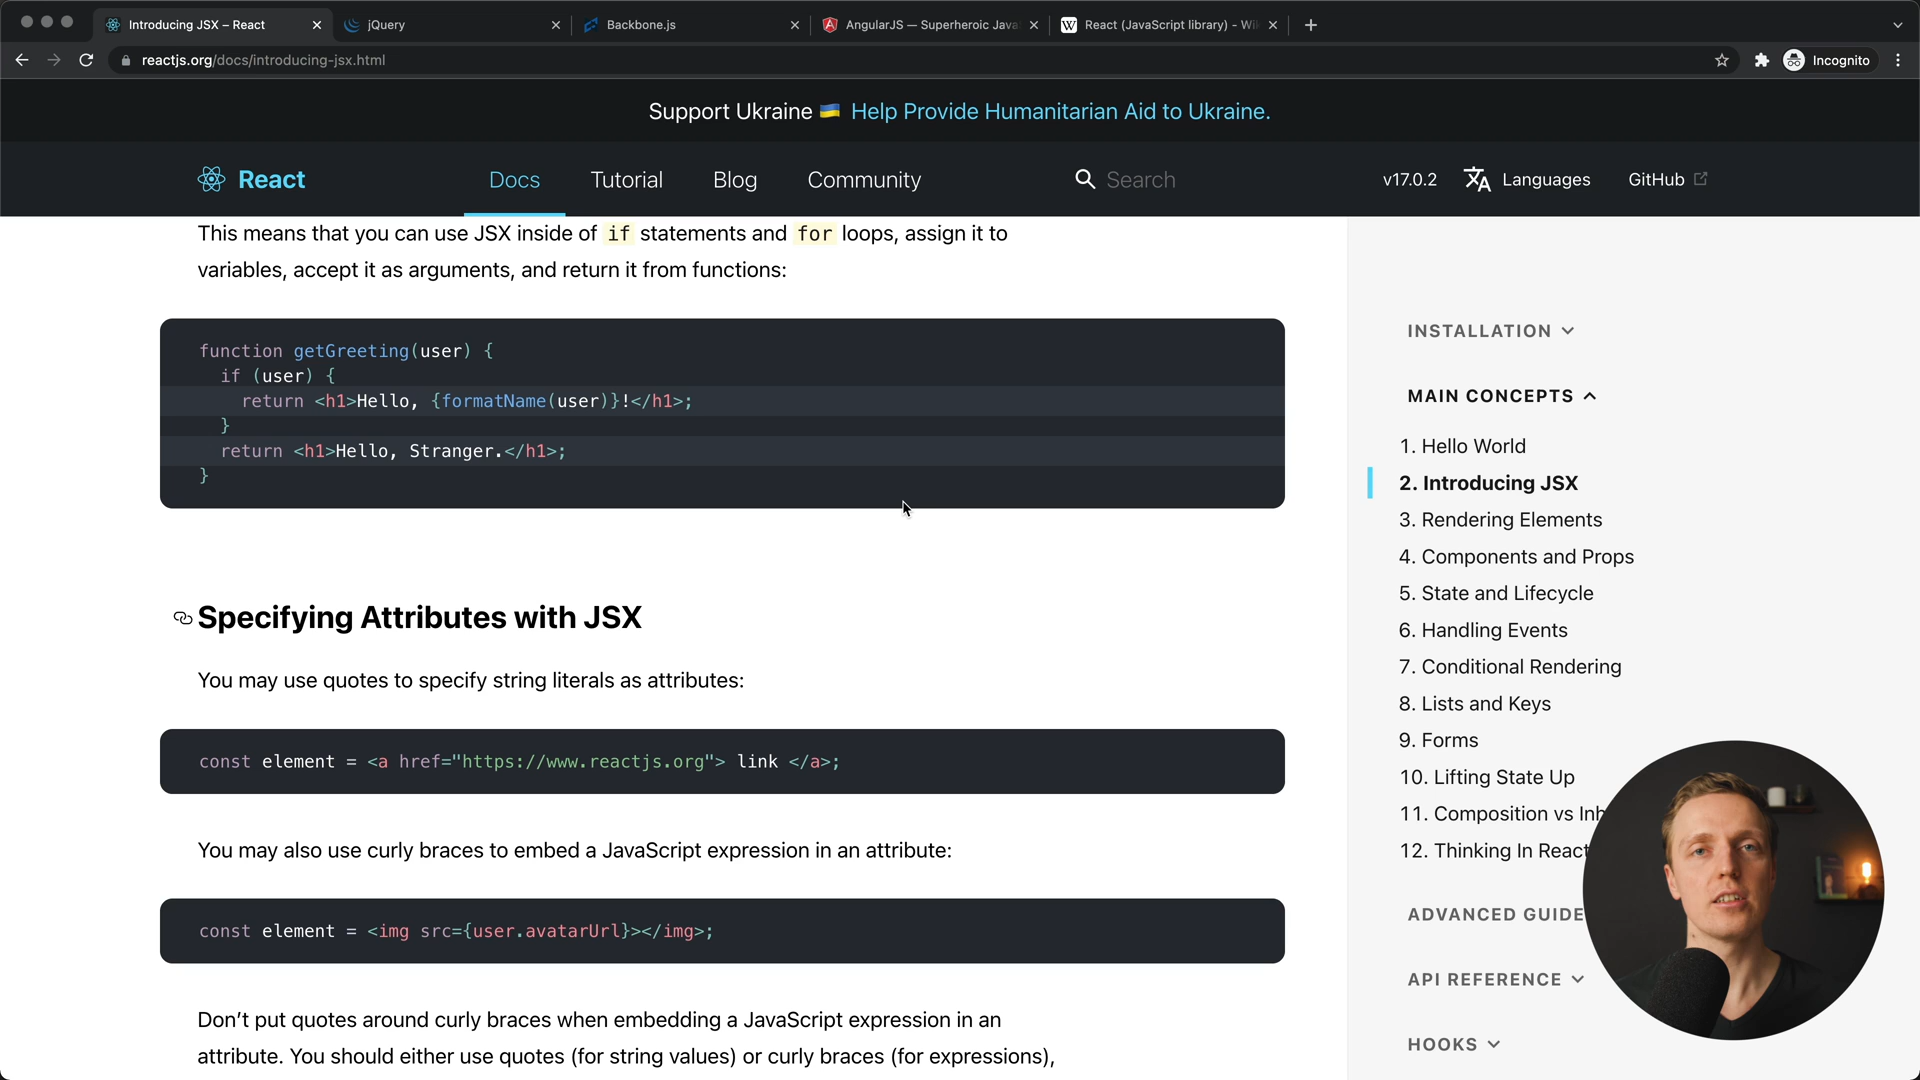 Introducing JSX – React
jQuery
Backbone.js
AngularJS — Superheroic Java
React (JavaScript library) - Wi
reactjs.org/docs/introducing-jsx.html
Incognito
Support Ukraine 🇺🇦 Help Provide Humanitarian Aid to Ukraine.
React
Docs
Tutorial
Blog
Community
Search
v17.0.2
Languages
GitHub
This means that you can use JSX inside of if statements and for loops, assign it to
variables, accept it as arguments, and return it from functions:
function getGreeting(user) {
  if (user) {
    return <h1>Hello, {formatName(user)}!</h1>;
  }
  return <h1>Hello, Stranger.</h1>;
}
Specifying Attributes with JSX
You may use quotes to specify string literals as attributes:
const element = <a href="https://www.reactjs.org"> link </a>;
You may also use curly braces to embed a JavaScript expression in an attribute:
const element = <img src={user.avatarUrl}></img>;
Don’t put quotes around curly braces when embedding a JavaScript expression in an
attribute. You should either use quotes (for string values) or curly braces (for expressions),
INSTALLATION
MAIN CONCEPTS
1. Hello World
2. Introducing JSX
3. Rendering Elements
4. Components and Props
5. State and Lifecycle
6. Handling Events
7. Conditional Rendering
8. Lists and Keys
9. Forms
10. Lifting State Up
11. Composition vs Inh
12. Thinking In React
ADVANCED GUIDE
API REFERENCE
HOOKS